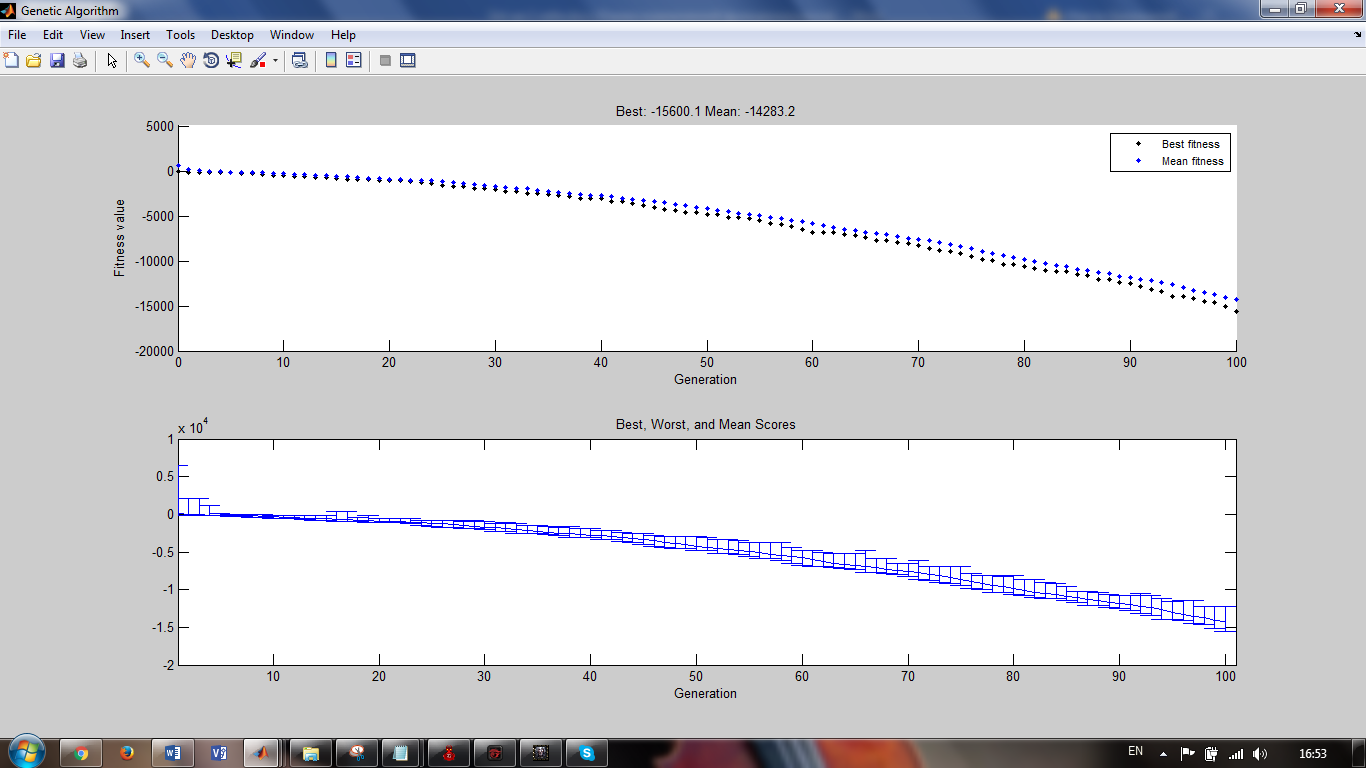 Genetic Algorithm
File Edit View Insert Tools Desktop Window Help
Best: -15600.1 Mean: -14283.2
5000
0
-5000
-10000
-15000
-20000
Fitness value
Best fitness
Mean fitness
0 10 20 30 40 50 60 70 80 90 100
Generation
Best, Worst, and Mean Scores
x 10^4
1
0.5
0
-0.5
-1
-1.5
-2
10 20 30 40 50 60 70 80 90 100
Generation
EN 16:53